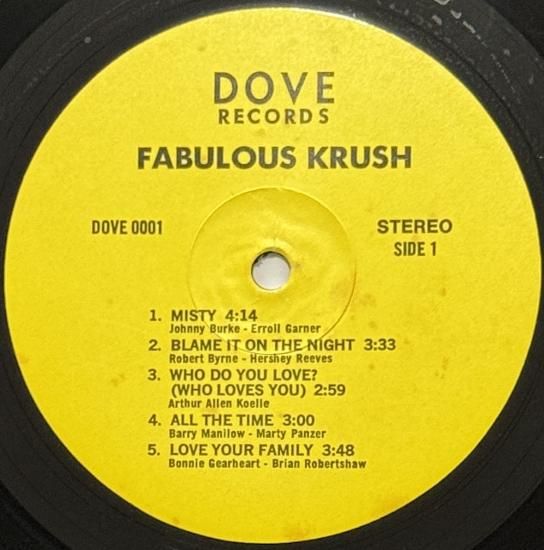 DOVE
RECORDS
FABULOUS KRUSH
DOVE 0001
STEREO
SIDE 1
1. MISTY 4:14
Johnny Burke - Erroll Garner
2. BLAME IT ON THE NIGHT 3:33
Robert Byrne - Hershey Reeves
3. WHO DO YOU LOVE?
(WHO LOVES YOU) 2:59
Arthur Allen Koelle
4. ALL THE TIME 3:00
Barry Manilow - Marty Panzer
5. LOVE YOUR FAMILY 3:48
Bonnie Gearheart - Brian Robertshaw